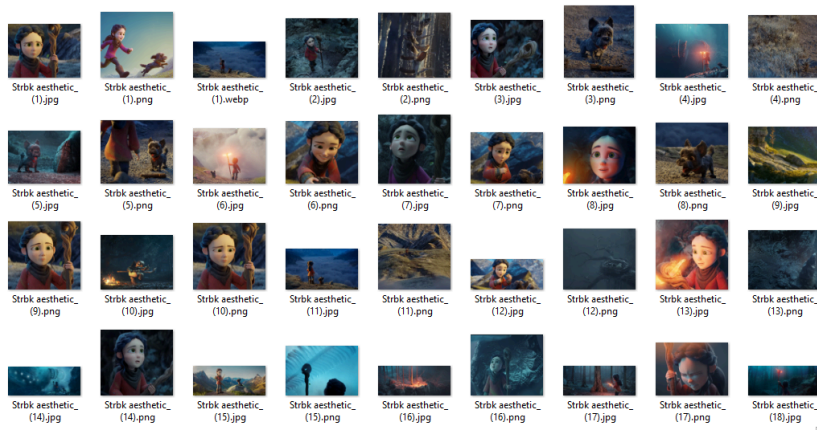 Strbk aesthetic_ Strbk aesthetic_ Strbk aesthetic_ Strbk aesthetic_ Strbk aesthetic_ Strbk aesthetic_ Strbk aesthetic_ Strbk aesthetic_ Strbk aesthetic_
(1).jpg (1).png (1).webp (2).jpg (2).png (3).jpg (3).png (4).jpg (4).png
Strbk aesthetic_ Strbk aesthetic_ Strbk aesthetic_ Strbk aesthetic_ Strbk aesthetic_ Strbk aesthetic_ Strbk aesthetic_ Strbk aesthetic_ Strbk aesthetic_
(5).jpg (5).png (6).jpg (6).png (7).jpg (7).png (8).jpg (8).png (9).jpg
Strbk aesthetic_ Strbk aesthetic_ Strbk aesthetic_ Strbk aesthetic_ Strbk aesthetic_ Strbk aesthetic_ Strbk aesthetic_ Strbk aesthetic_ Strbk aesthetic_
(9).png (10).jpg (10).png (11).jpg (11).png (12).jpg (12).png (13).jpg (13).png
Strbk aesthetic_ Strbk aesthetic_ Strbk aesthetic_ Strbk aesthetic_ Strbk aesthetic_ Strbk aesthetic_ Strbk aesthetic_ Strbk aesthetic_ Strbk aesthetic_
(14).jpg (14).png (15).jpg (15).png (16).jpg (16).png (17).jpg (17).png (18).jpg